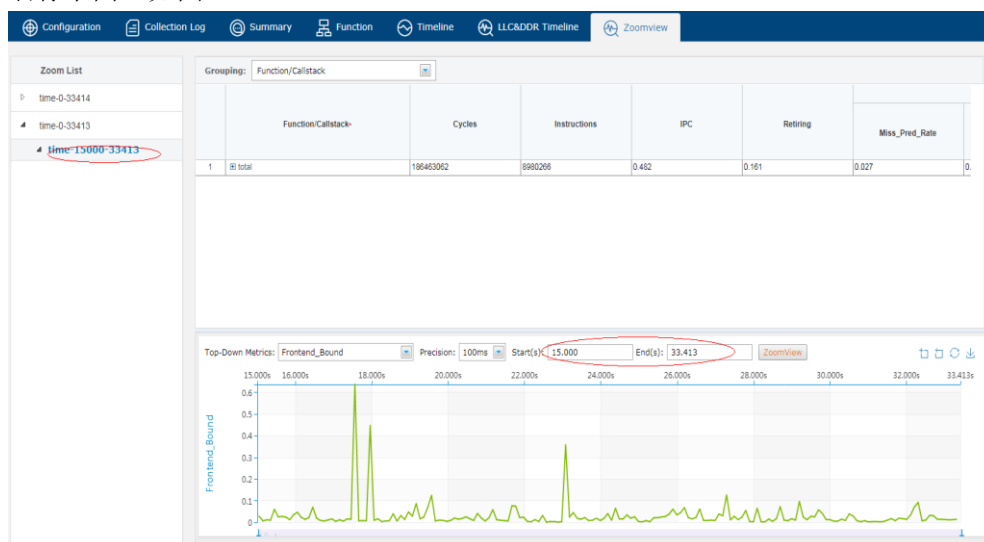 Configuration Collection Log Summary Function Timeline LLC&DDR Timeline Zoomview
Zoom List
time-0-33414
time-0-33413
time-15000-33413
Grouping: Function/Callstack
Function/Callstack Cycles Instructions IPC Retiring Miss_Pred_Rate
1 total 186463062 8980266 0.482 0.161 0.027 0.
Top-Down Metrics: Frontend_Bound Precision: 100ms Start(s): 15.000 End(s): 33.413 ZoomView
15.000s 16.000s 18.000s 20.000s 22.000s 24.000s 26.000s 28.000s 30.000s 32.000s 33.413s
Frontend_Bound
0.6
0.5
0.4
0.3
0.2
0.1
0